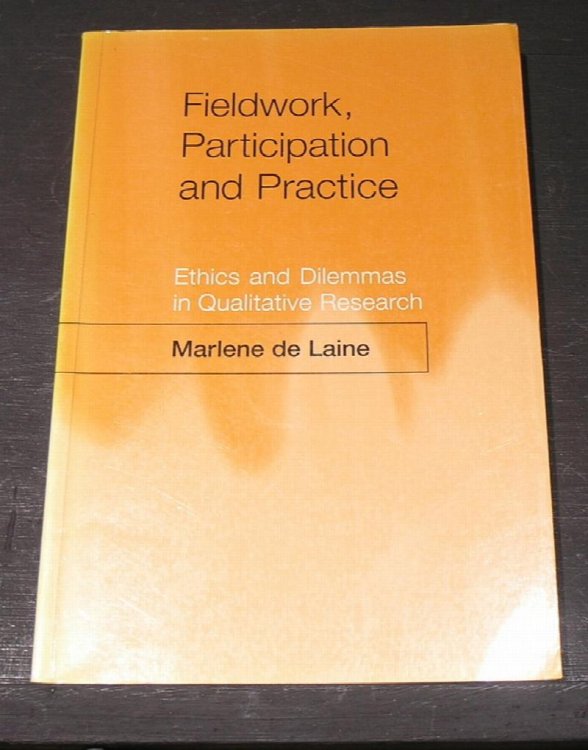 Fieldwork,
Participation
and Practice
Ethics and Dilemmas
in Qualitative Research
Marlene de Laine